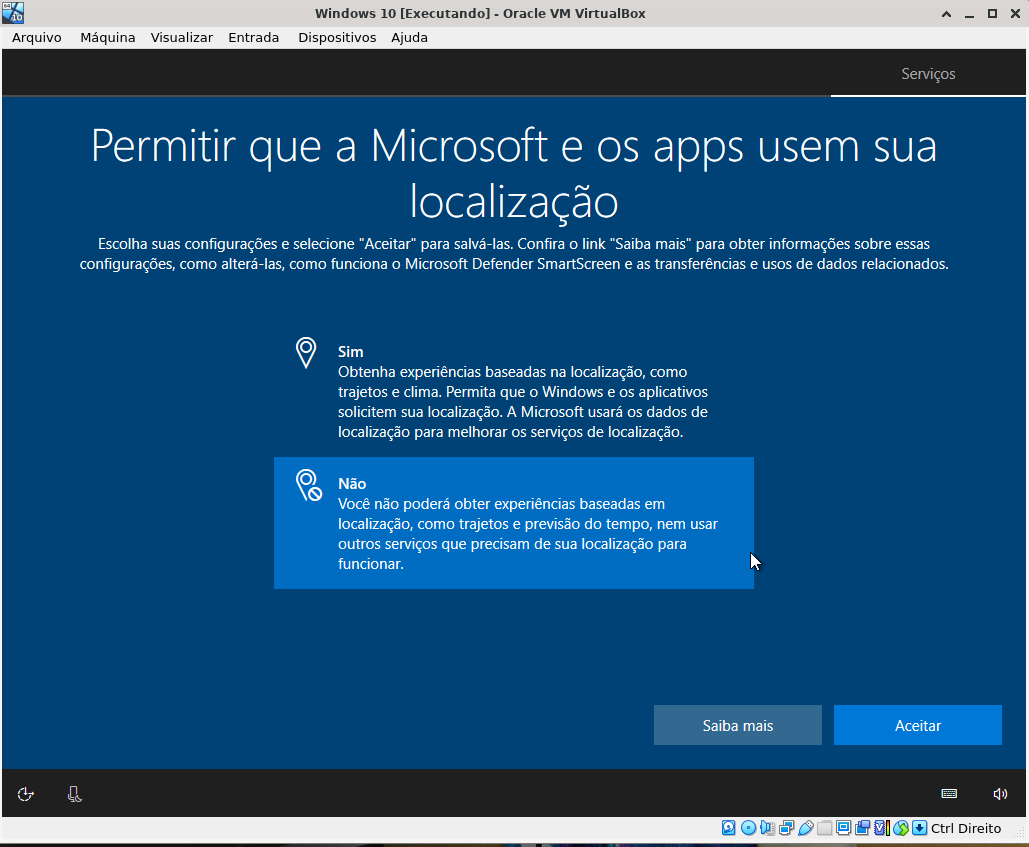 Windows 10 [Executando] - Oracle VM VirtualBox
Arquivo Máquina Visualizar Entrada Dispositivos Ajuda
Serviços
Permitir que a Microsoft e os apps usem sua
localização
Escolha suas configurações e selecione "Aceitar" para salvá-las. Confira o link "Saiba mais" para obter informações sobre essas
configurações, como alterá-las, como funciona o Microsoft Defender SmartScreen e as transferências e usos de dados relacionados.
Sim
Obtenha experiências baseadas na localização, como
trajetos e clima. Permita que o Windows e os aplicativos
solicitem sua localização. A Microsoft usará os dados de
localização para melhorar os serviços de localização.
Não
Você não poderá obter experiências baseadas em
localização, como trajetos e previsão do tempo, nem usar
outros serviços que precisam de sua localização para
funcionar.
Saiba mais Aceitar
Ctrl Direito